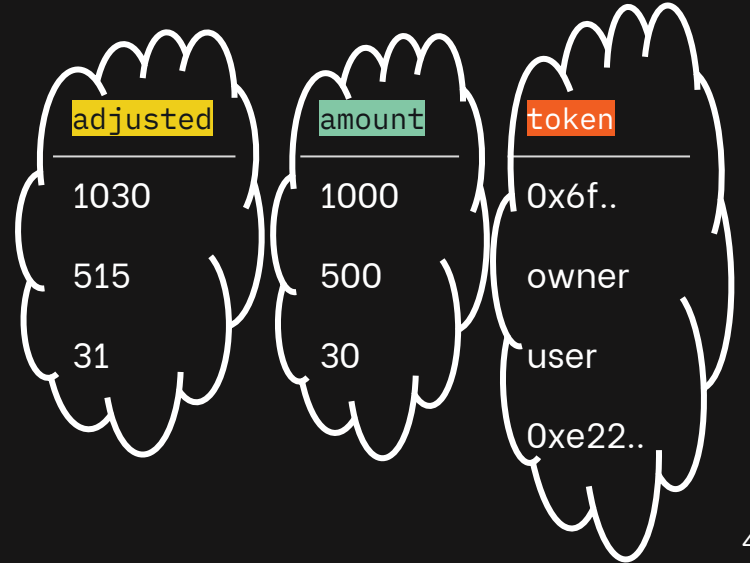 adjusted amount token
1030 1000 0x6f..
515 500 owner
31 30 user
0xe22..